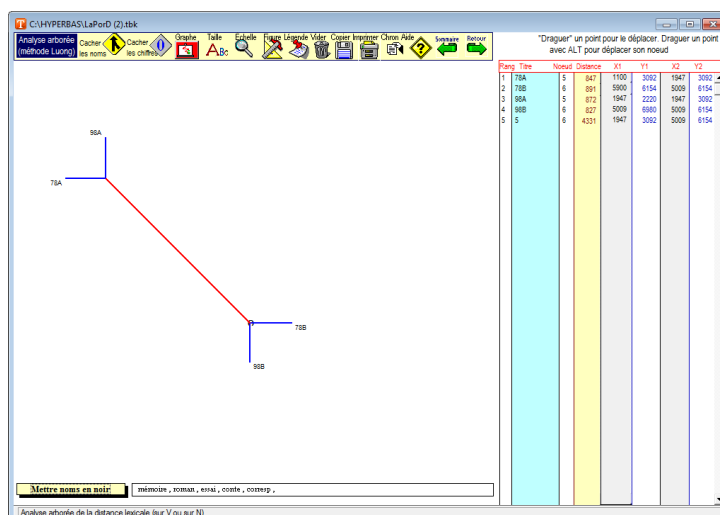 C:\HYPERBAS\LaPorD (2).tbk
Analyse arborée Cacher Cacher Graphe Taille Echelle Figure Légende Vider Copier Imprimer Chron Aide Sommaire Retour
(méthode Luong) les noms les chiffres
"Draguer" un point pour le déplacer. Draguer un point
avec ALT pour déplacer son noeud
Rang Titre Noeud Distance X1 Y1 X2 Y2
1 78A 5 847 1100 3092 1947 3092
2 78B 6 891 5900 6154 5009 6154
3 98A 5 872 1947 2220 1947 3092
4 98B 6 827 5009 6980 5009 6154
5 5 6 4331 1947 3092 5009 6154
98A
78A
78B
98B
Mettre noms en noir mémoire , roman , essai , conte , corresp ,
Analyse arborée de la distance lexicale (sur V ou sur N)